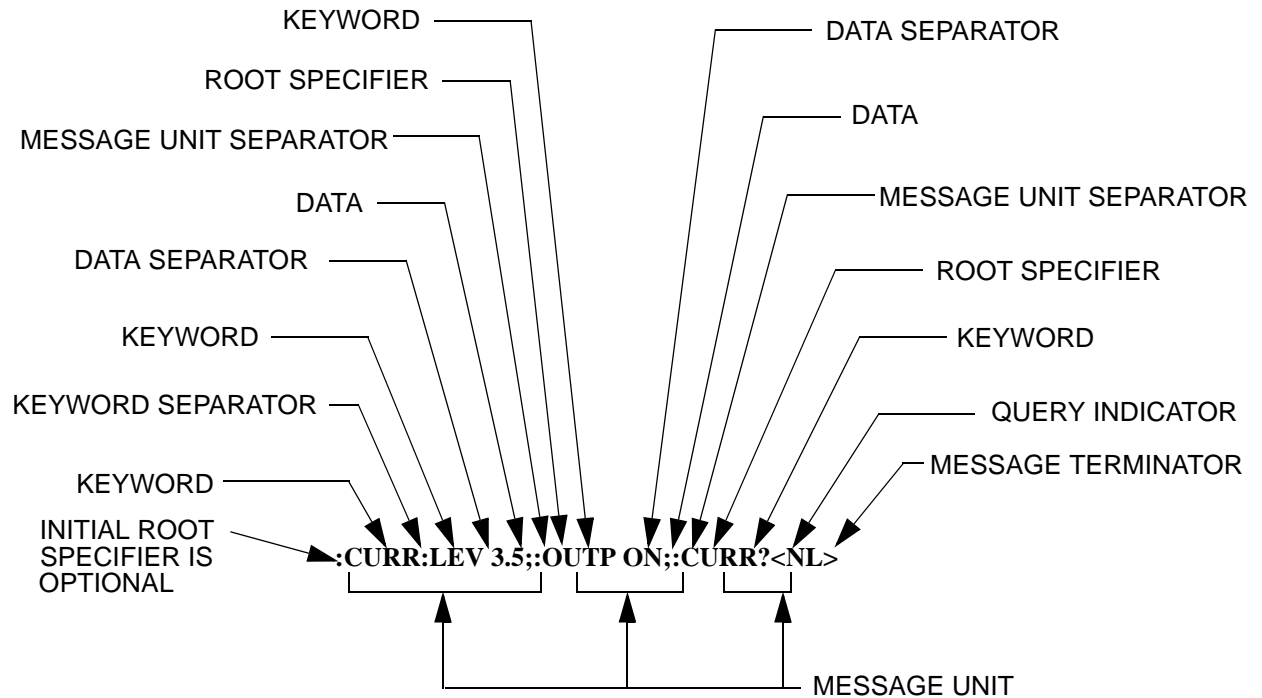 KEYWORD
DATA SEPARATOR
ROOT SPECIFIER
DATA
MESSAGE UNIT SEPARATOR
MESSAGE UNIT SEPARATOR
DATA
DATA SEPARATOR
ROOT SPECIFIER
KEYWORD
KEYWORD
KEYWORD SEPARATOR
QUERY INDICATOR
MESSAGE TERMINATOR
KEYWORD
INITIAL ROOT
SPECIFIER IS
OPTIONAL
:CURR:LEV 3.5;:OUTP ON;:CURR?<NL>
MESSAGE UNIT